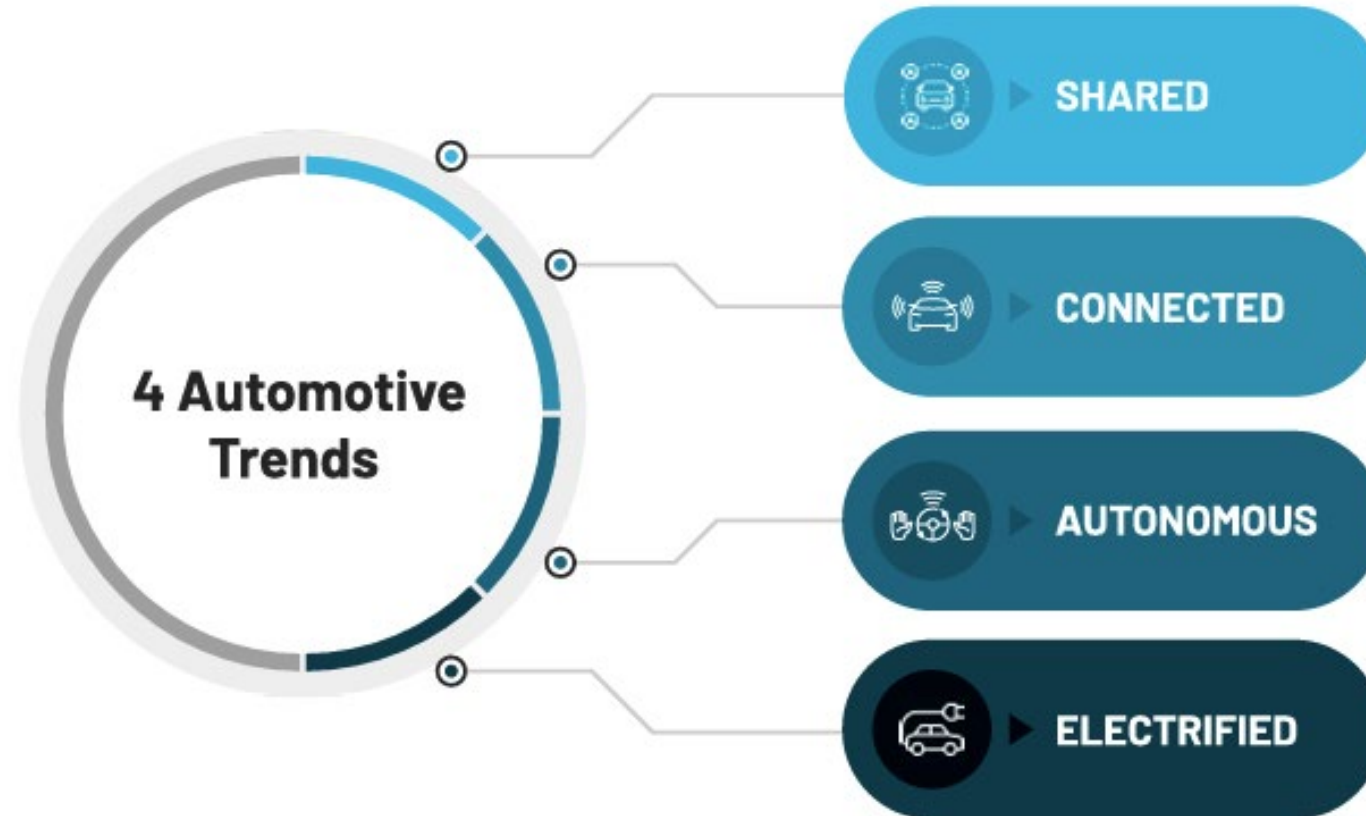 4 Automotive
Trends
SHARED
CONNECTED
AUTONOMOUS
ELECTRIFIED